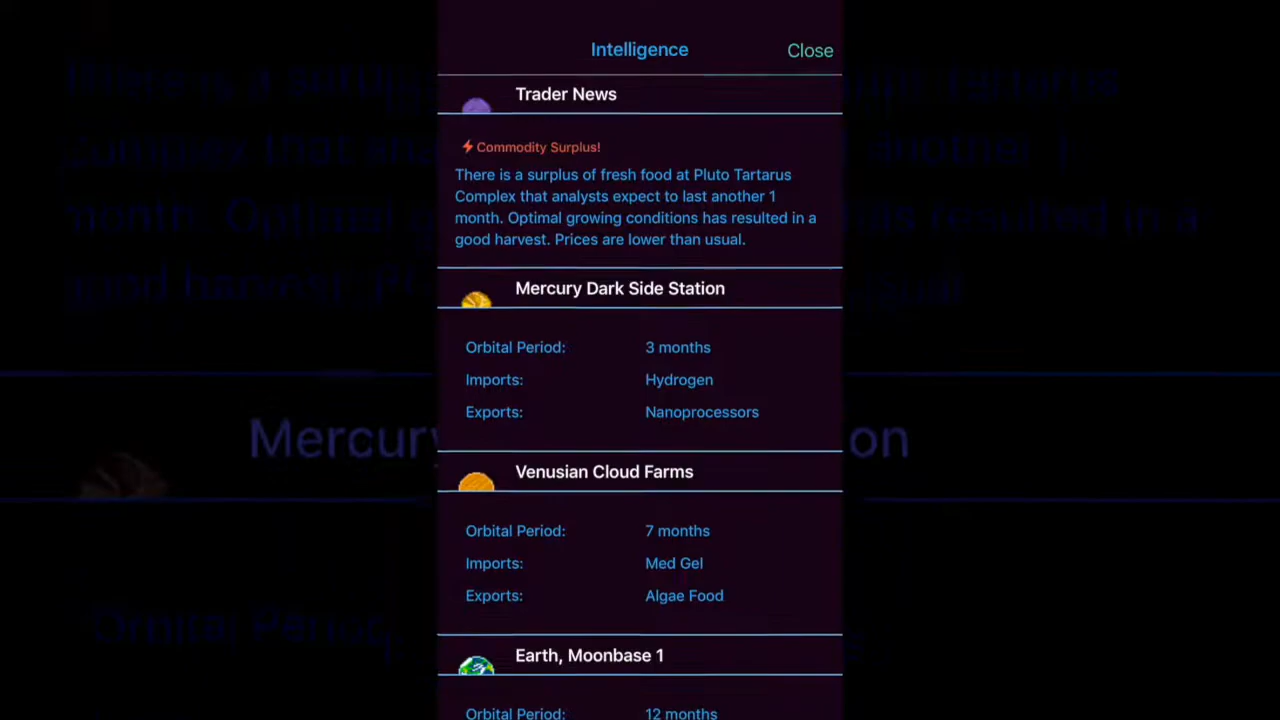 Intelligence
Close
Trader News
Commodity Surplus!
There is a surplus of fresh food at Pluto Tartarus
Complex that analysts expect to last another 1
month. Optimal growing conditions has resulted in a
good harvest. Prices are lower than usual.
Mercury Dark Side Station
Orbital Period: 3 months
Imports: Hydrogen
Exports: Nanoprocessors
Venusian Cloud Farms
Orbital Period: 7 months
Imports: Med Gel
Exports: Algae Food
Earth, Moonbase 1
Orbital Period: 12 months